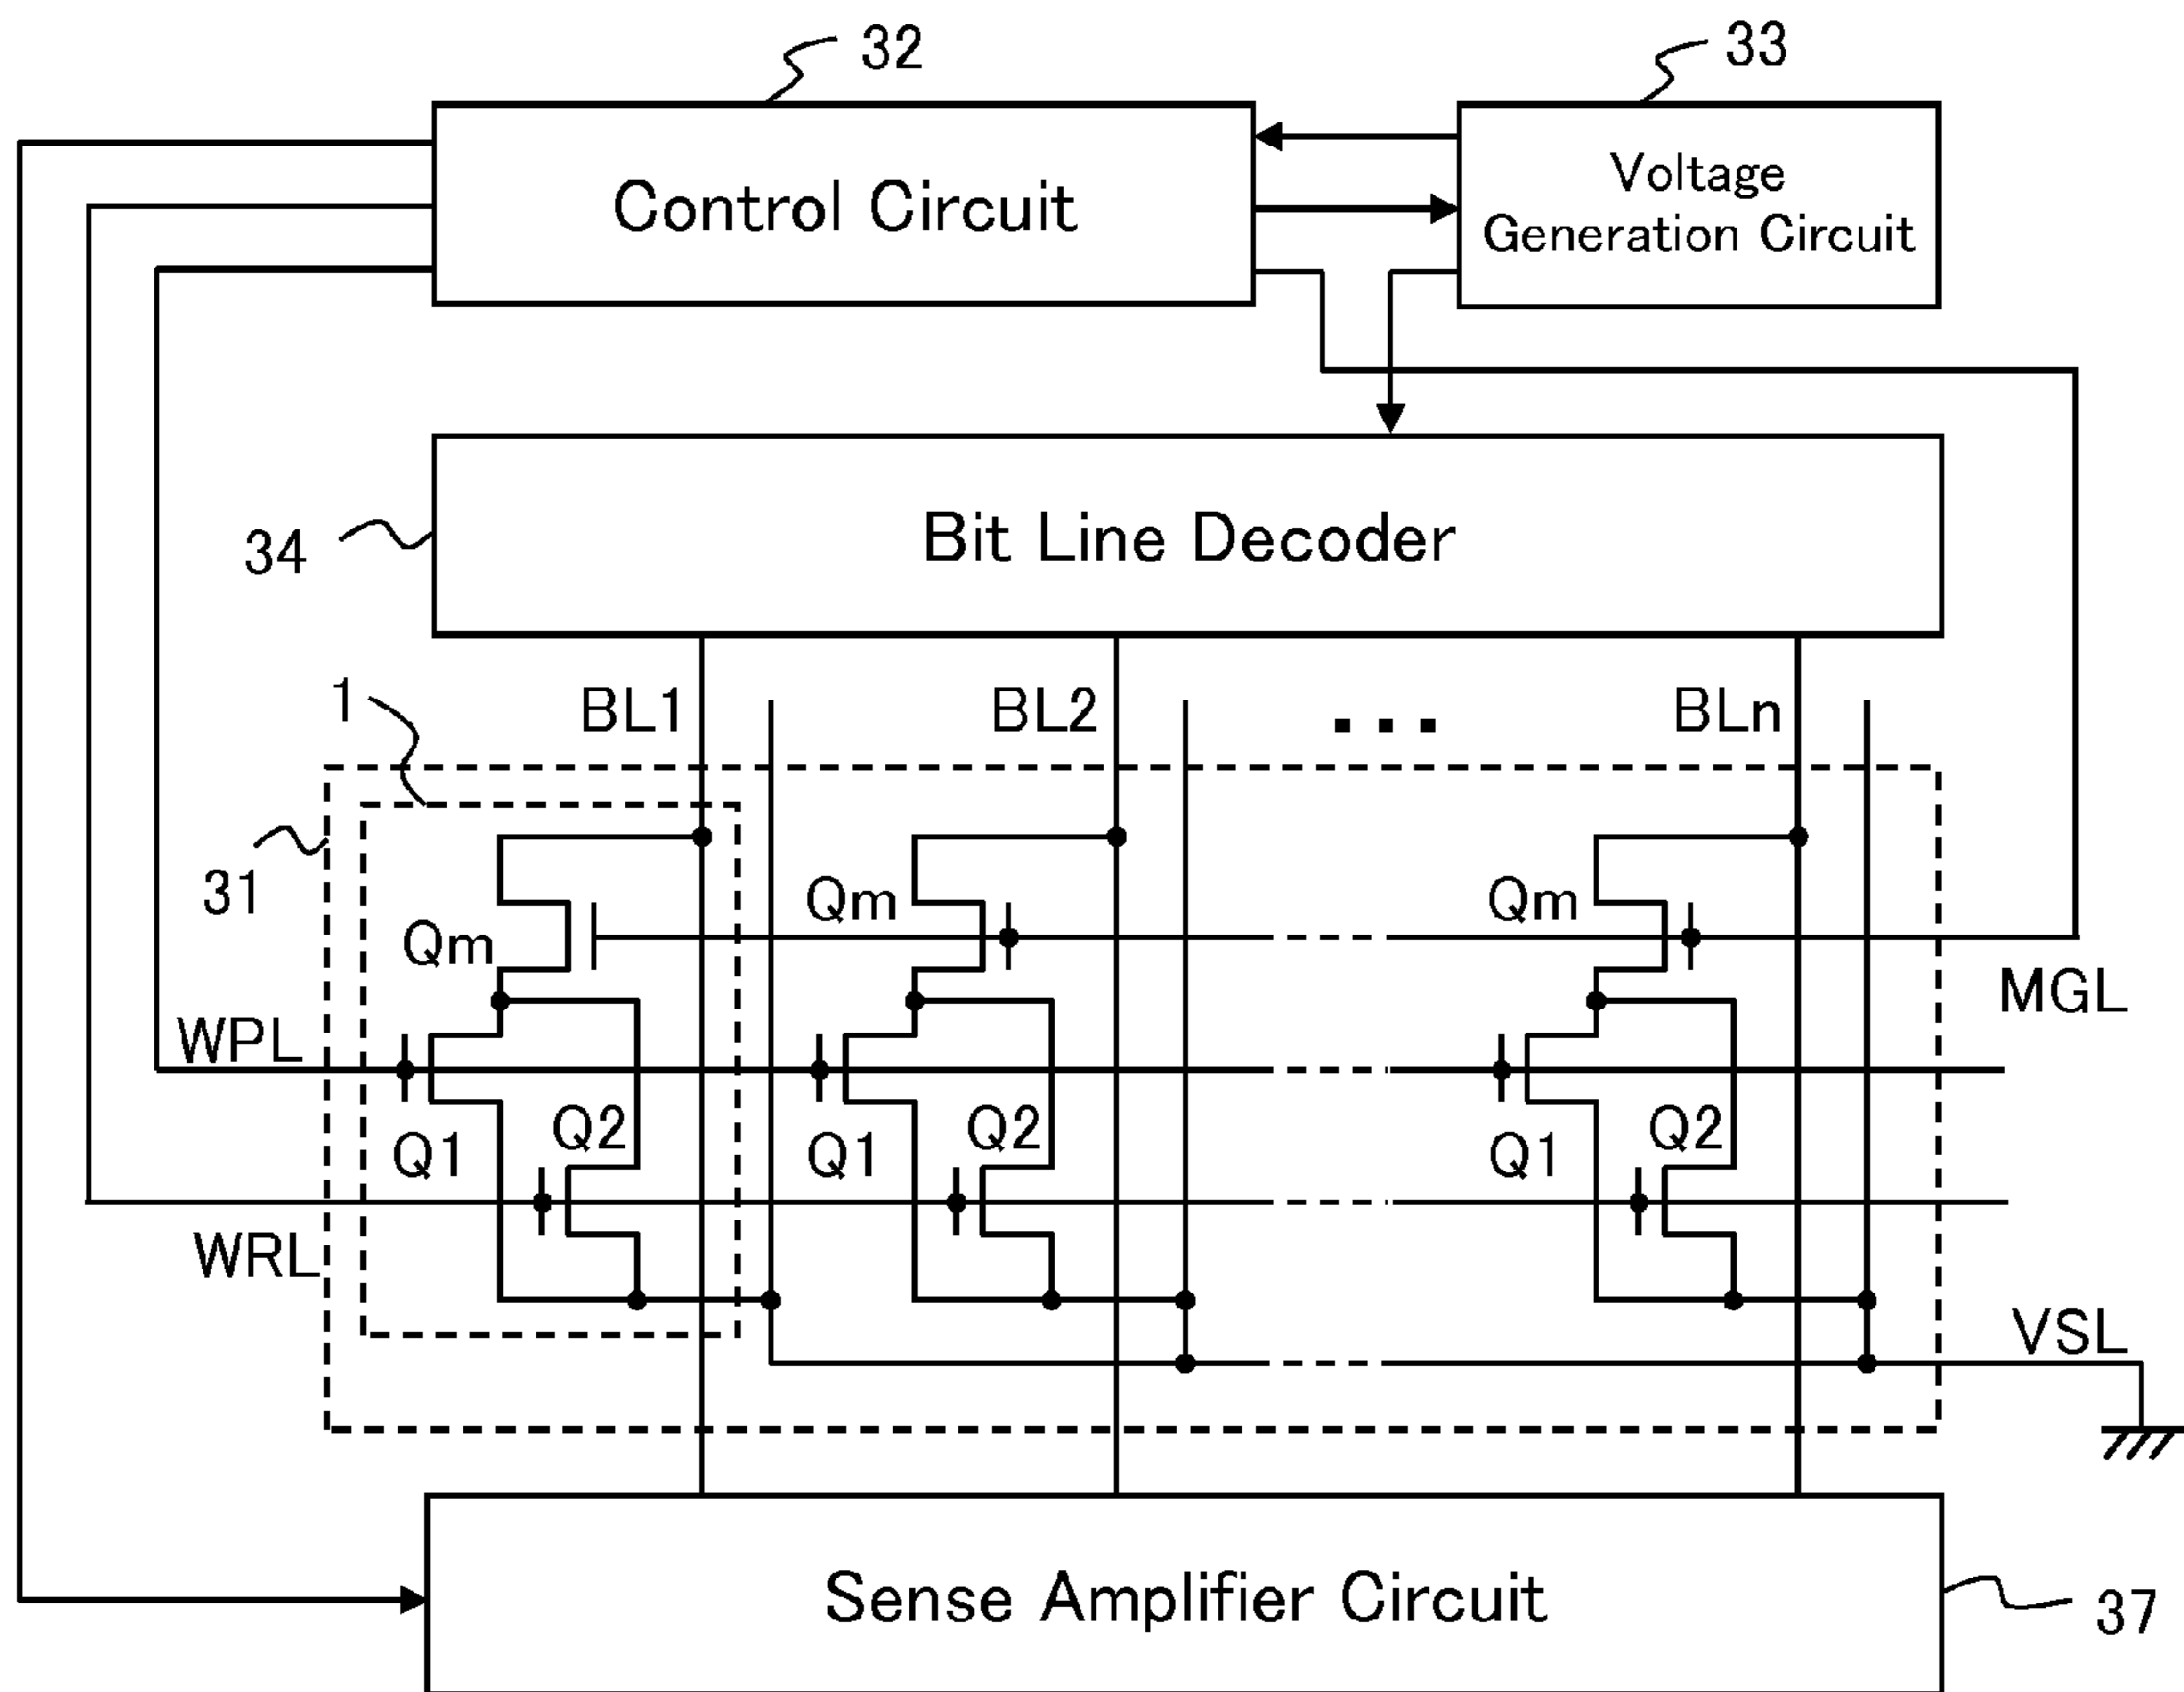 32
33
Control Circuit
Voltage
Generation Circuit
34
Bit Line Decoder
1
BL1
BL2
...
BLn
31
Qm
Qm
Qm
MGL
WPL
Q1
Q2
Q1
Q2
Q1
Q2
WRL
VSL
Sense Amplifier Circuit
37